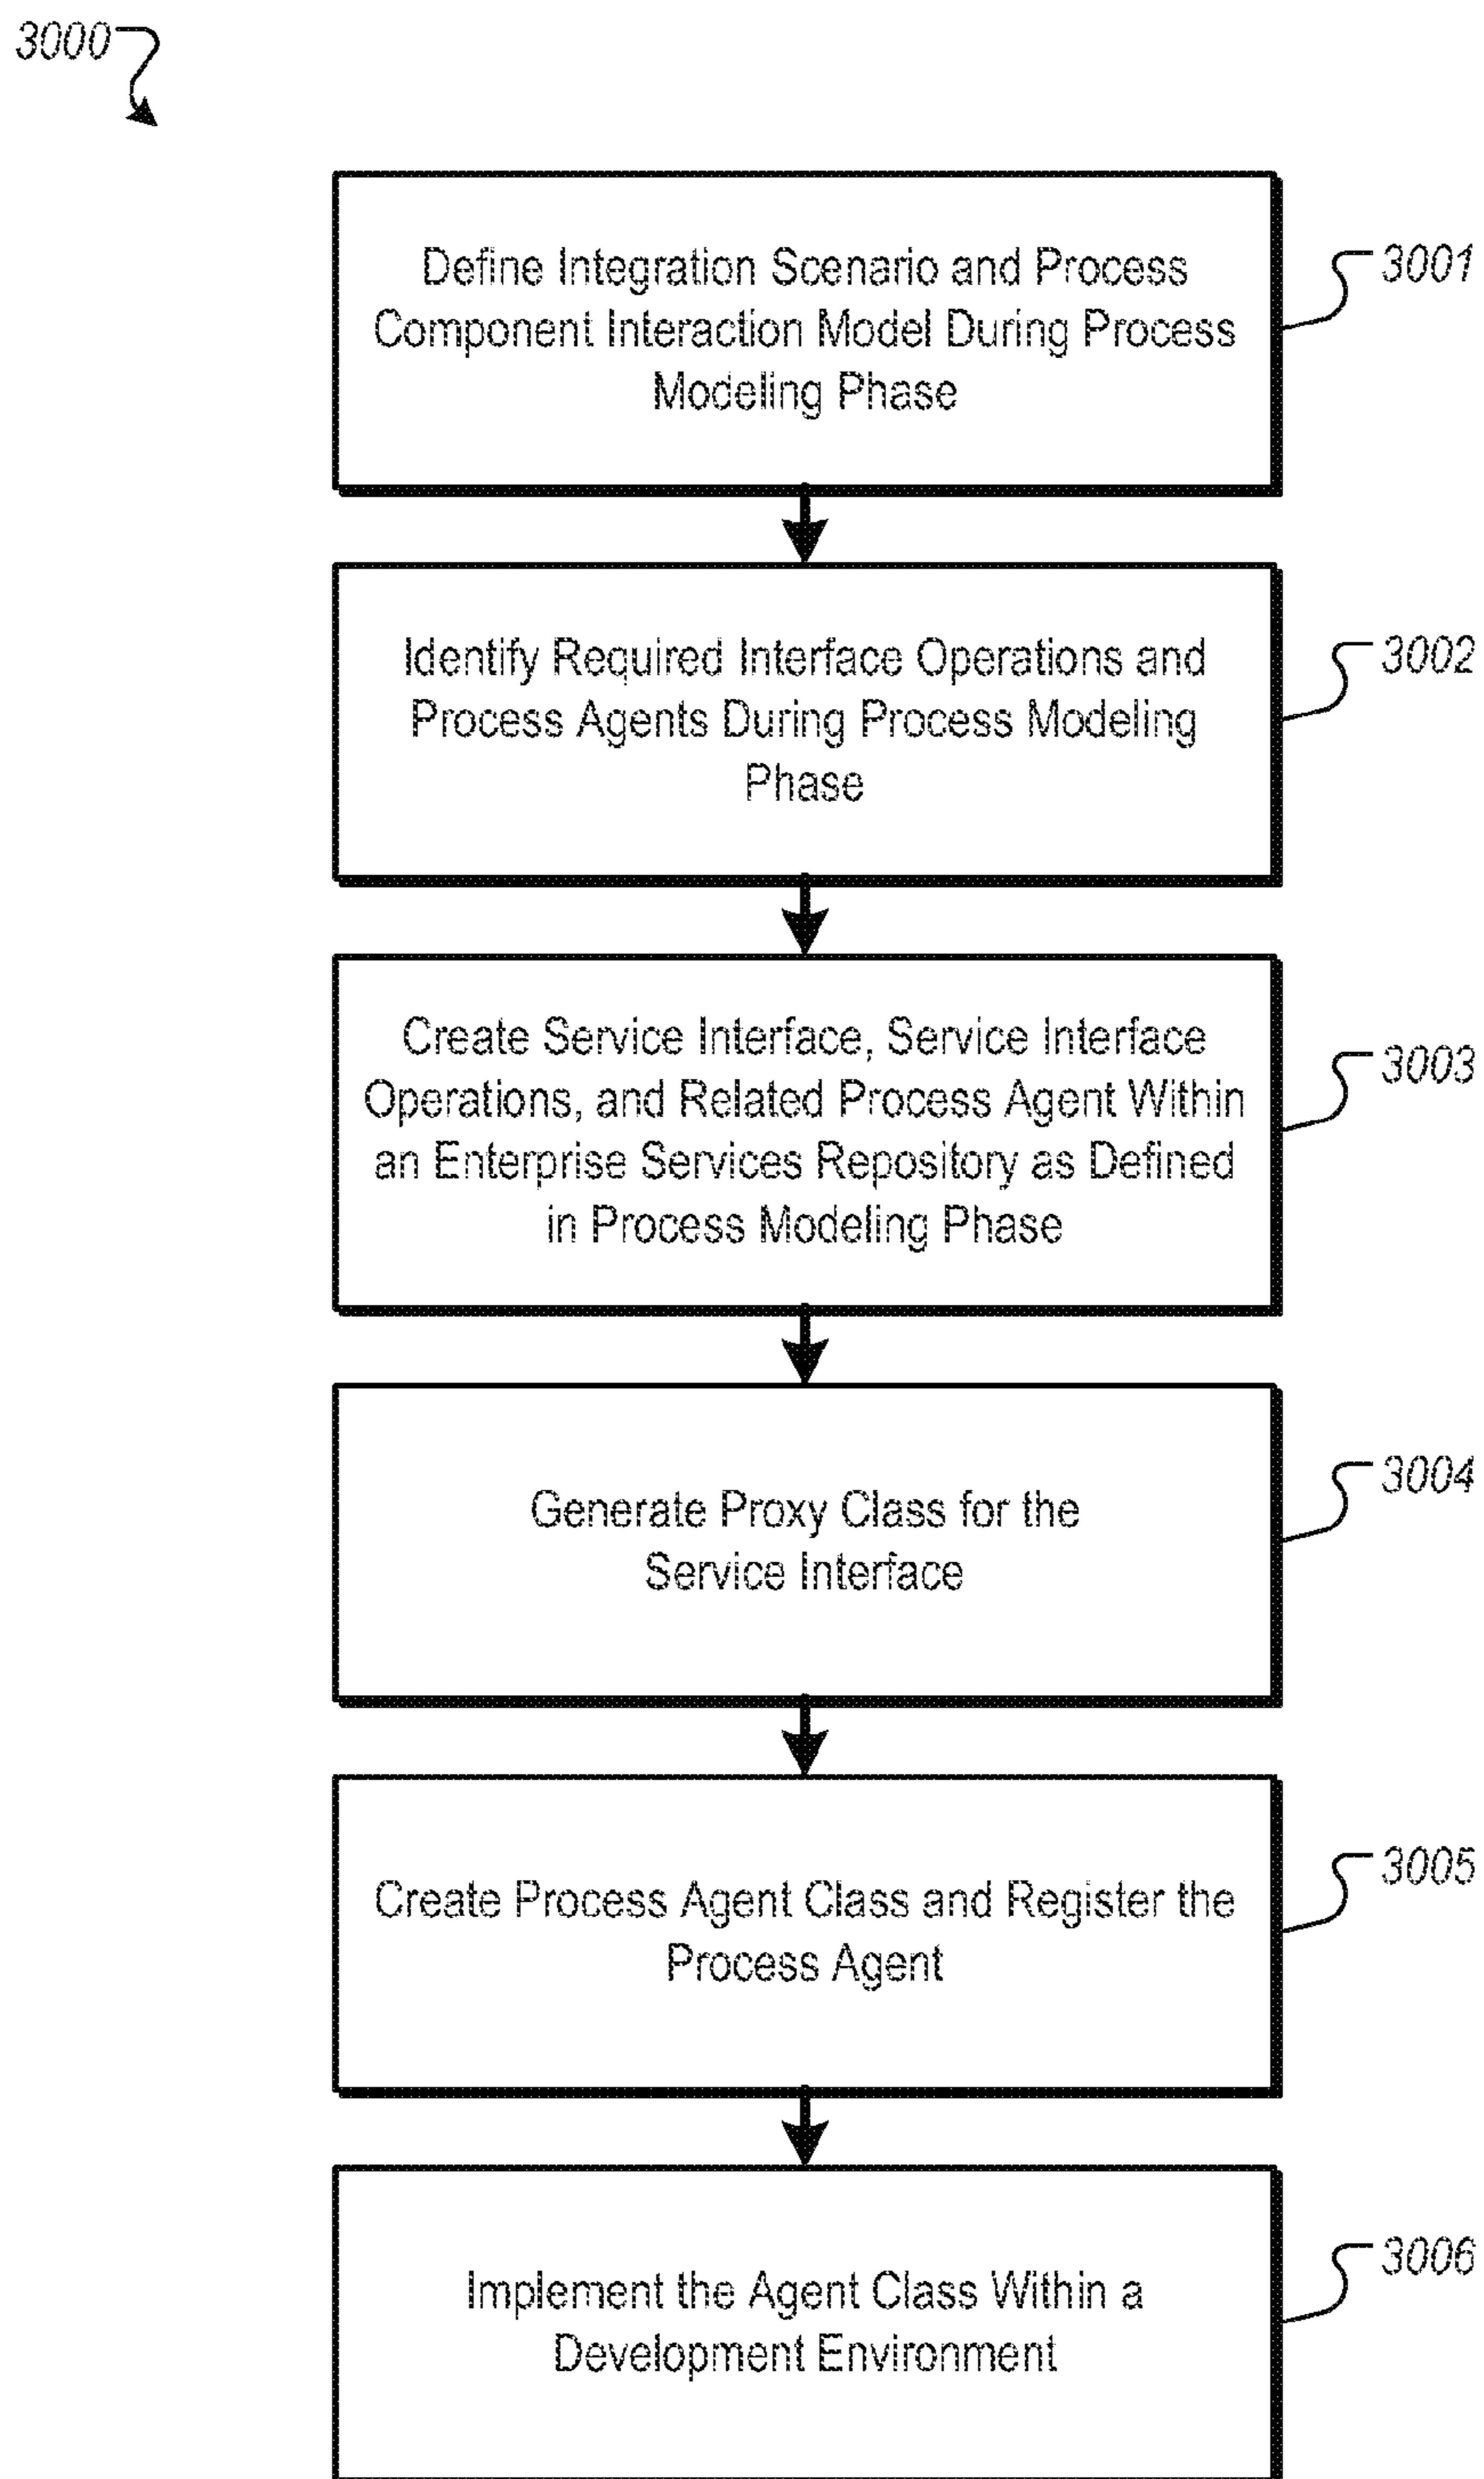 3000
Define Integration Scenario and Process
Component Interaction Model During Process
Modeling Phase
3001
Identify Required Interface Operations and
Process Agents During Process Modeling
Phase
3002
Create Service Interface, Service Interface
Operations, and Related Process Agent Within
an Enterprise Services Repository as Defined
in Process Modeling Phase
3003
Generate Proxy Class for the
Service Interface
3004
Create Process Agent Class and Register the
Process Agent
3005
Implement the Agent Class Within a
Development Environment
3006